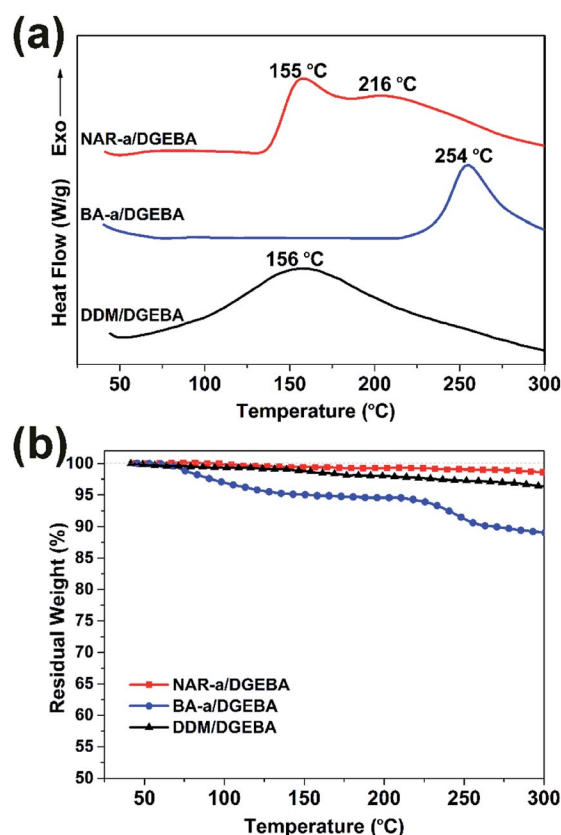 (a)
Heat Flow (W/g) Exo
155 °C
216 °C
NAR-a/DGEBA
254 °C
BA-a/DGEBA
156 °C
DDM/DGEBA
50 100 150 200 250 300
Temperature (°C)
(b)
Residual Weight (%)
100
95
90
85
80
75
70
65
60
55
50
NAR-a/DGEBA
BA-a/DGEBA
DDM/DGEBA
50 100 150 200 250 300
Temperature (°C)